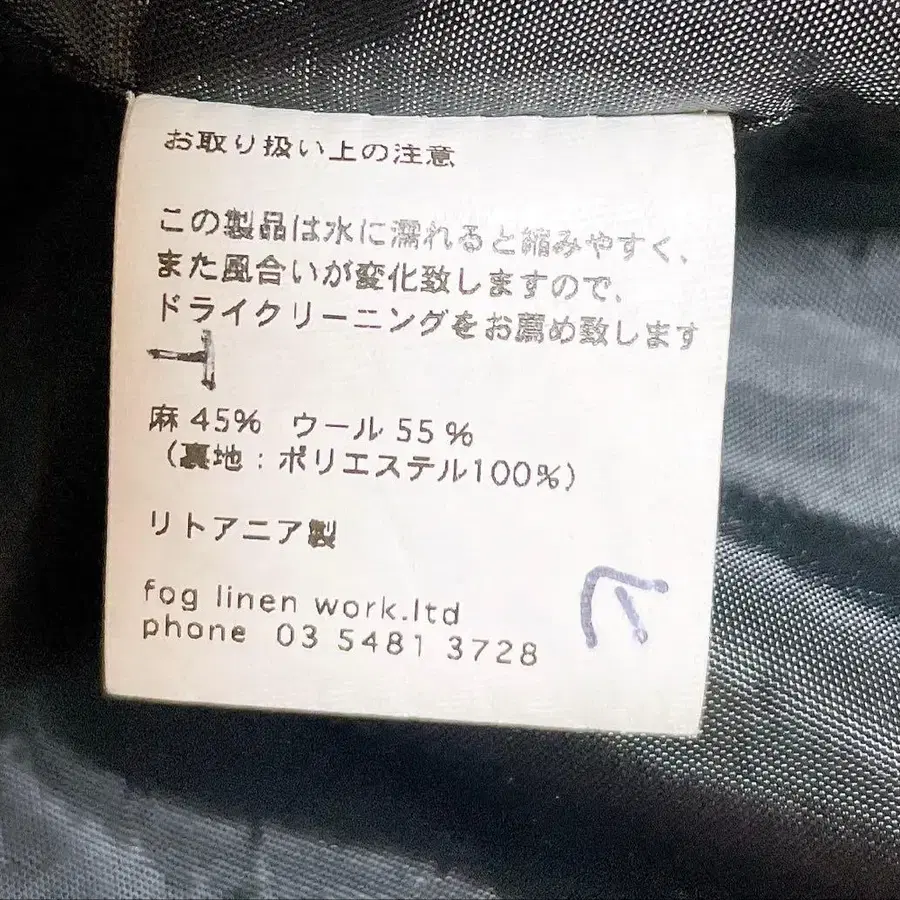 お取り扱い上の注意
この製品は水に濡れると縮みやすく、
また風合いが変化致しますので、
ドライクリーニングをお薦め致します
麻 45% ウール 55 %
（裏地：ポリエステル100%）
リトアニア製
fog linen work.ltd
phone 03 5481 3728